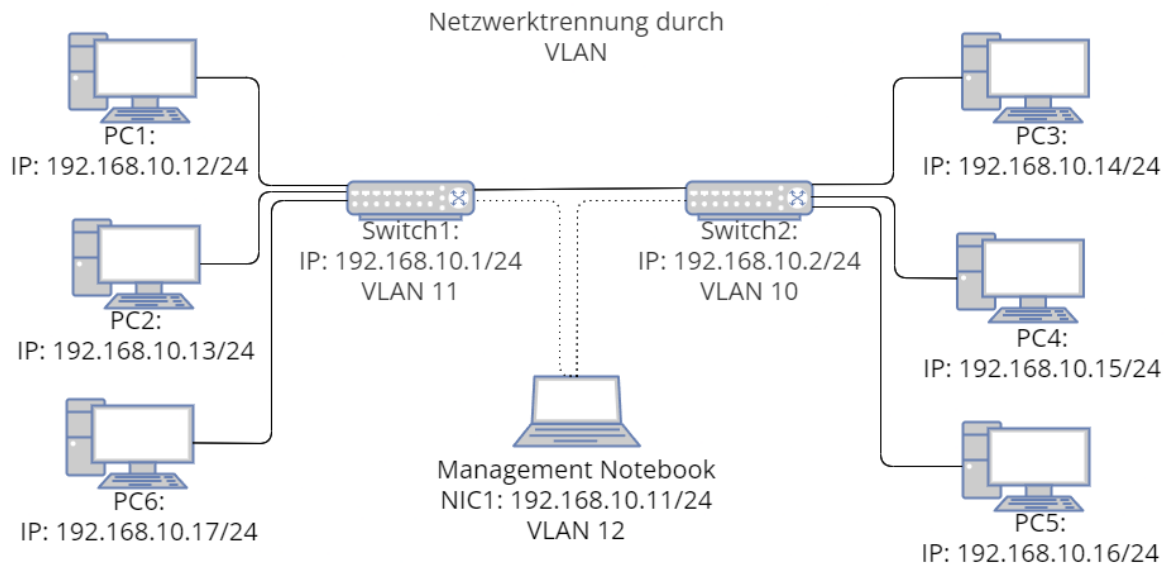 Netzwerktrennung durch
VLAN
PC1:
IP: 192.168.10.12/24
PC3:
IP: 192.168.10.14/24
Switch1:
IP: 192.168.10.1/24
VLAN 11
Switch2:
IP: 192.168.10.2/24
VLAN 10
PC2:
IP: 192.168.10.13/24
PC4:
IP: 192.168.10.15/24
Management Notebook
NIC1: 192.168.10.11/24
VLAN 12
PC6:
IP: 192.168.10.17/24
PC5:
IP: 192.168.10.16/24